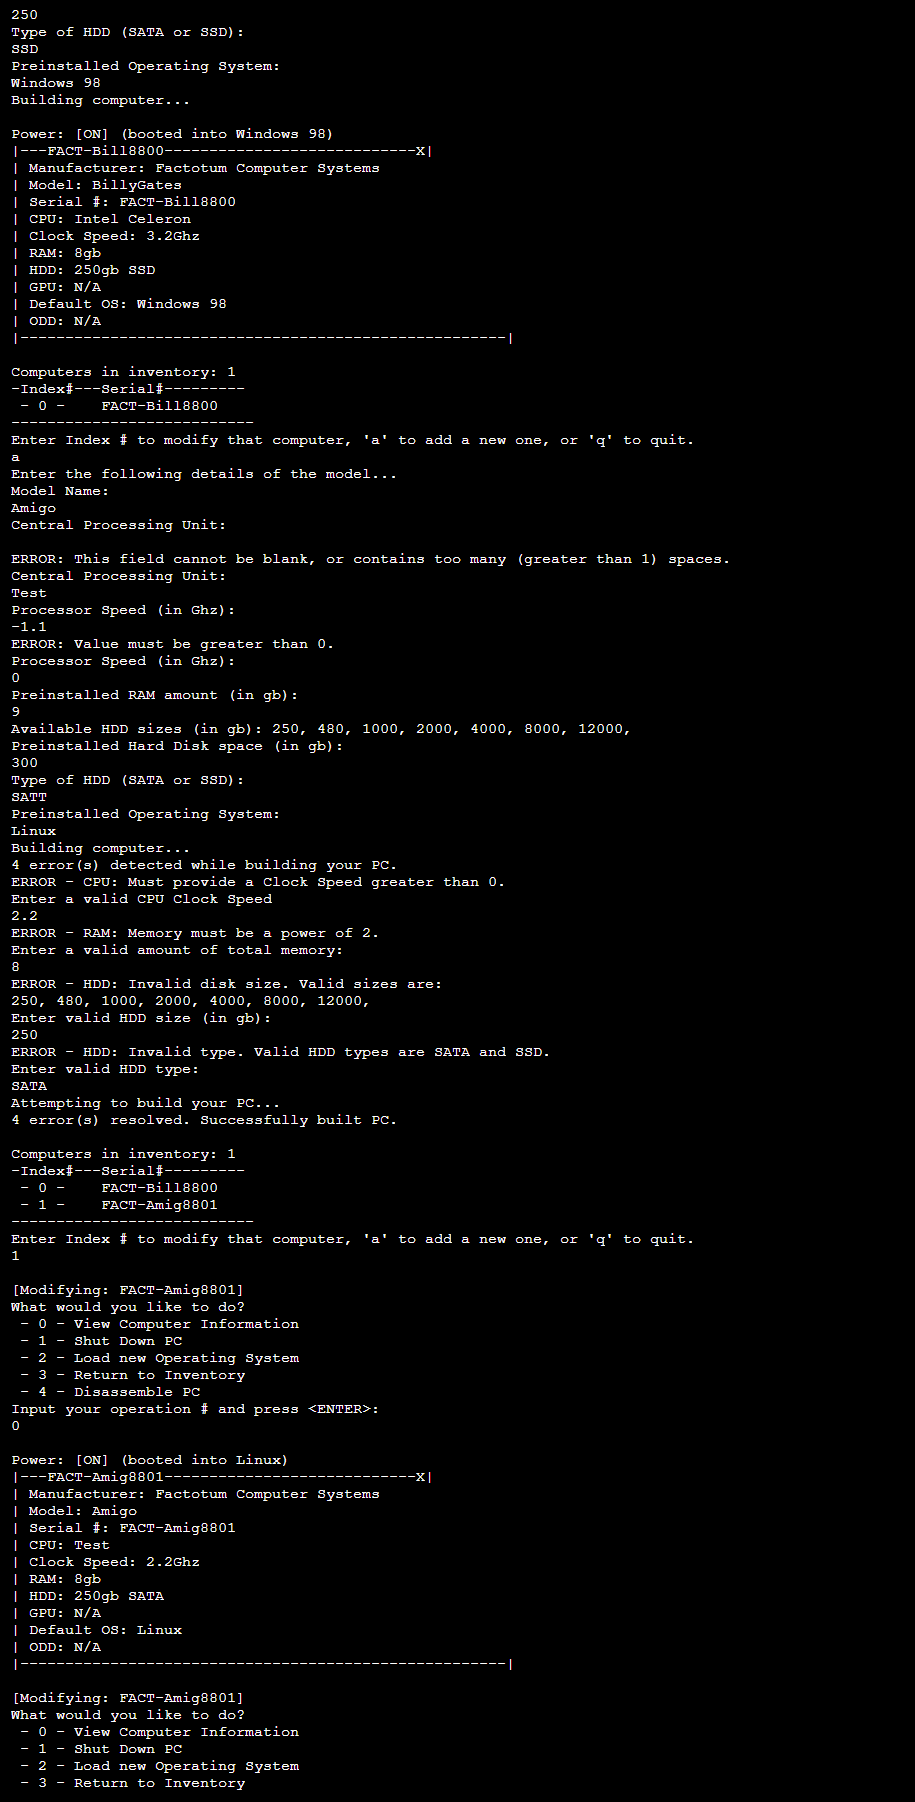 250
Type of HDD (SATA or SSD):
SSD
Preinstalled Operating System:
Windows 98
Building computer...

Power: [ON] (booted into Windows 98)
|---FACT-Bill8800----------------------------X|
| Manufacturer: Factotum Computer Systems
| Model: BillyGates
| Serial #: FACT-Bill8800
| CPU: Intel Celeron
| Clock Speed: 3.2Ghz
| RAM: 8gb
| HDD: 250gb SSD
| GPU: N/A
| Default OS: Windows 98
| ODD: N/A
|------------------------------------------------------|

Computers in inventory: 1
-Index#---Serial#---------
 - 0 -    FACT-Bill8800
---------------------------
Enter Index # to modify that computer, 'a' to add a new one, or 'q' to quit.
a
Enter the following details of the model...
Model Name:
Amigo
Central Processing Unit:

ERROR: This field cannot be blank, or contains too many (greater than 1) spaces.
Central Processing Unit:
Test
Processor Speed (in Ghz):
-1.1
ERROR: Value must be greater than 0.
Processor Speed (in Ghz):
0
Preinstalled RAM amount (in gb):
9
Available HDD sizes (in gb): 250, 480, 1000, 2000, 4000, 8000, 12000,
Preinstalled Hard Disk space (in gb):
300
Type of HDD (SATA or SSD):
SATT
Preinstalled Operating System:
Linux
Building computer...
4 error(s) detected while building your PC.
ERROR - CPU: Must provide a Clock Speed greater than 0.
Enter a valid CPU Clock Speed
2.2
ERROR - RAM: Memory must be a power of 2.
Enter a valid amount of total memory:
8
ERROR - HDD: Invalid disk size. Valid sizes are:
250, 480, 1000, 2000, 4000, 8000, 12000,
Enter valid HDD size (in gb):
250
ERROR - HDD: Invalid type. Valid HDD types are SATA and SSD.
Enter valid HDD type:
SATA
Attempting to build your PC...
4 error(s) resolved. Successfully built PC.

Computers in inventory: 1
-Index#---Serial#---------
 - 0 -    FACT-Bill8800
 - 1 -    FACT-Amig8801
---------------------------
Enter Index # to modify that computer, 'a' to add a new one, or 'q' to quit.
1

[Modifying: FACT-Amig8801]
What would you like to do?
 - 0 - View Computer Information
 - 1 - Shut Down PC
 - 2 - Load new Operating System
 - 3 - Return to Inventory
 - 4 - Disassemble PC
Input your operation # and press <ENTER>:
0

Power: [ON] (booted into Linux)
|---FACT-Amig8801----------------------------X|
| Manufacturer: Factotum Computer Systems
| Model: Amigo
| Serial #: FACT-Amig8801
| CPU: Test
| Clock Speed: 2.2Ghz
| RAM: 8gb
| HDD: 250gb SATA
| GPU: N/A
| Default OS: Linux
| ODD: N/A
|------------------------------------------------------|

[Modifying: FACT-Amig8801]
What would you like to do?
 - 0 - View Computer Information
 - 1 - Shut Down PC
 - 2 - Load new Operating System
 - 3 - Return to Inventory